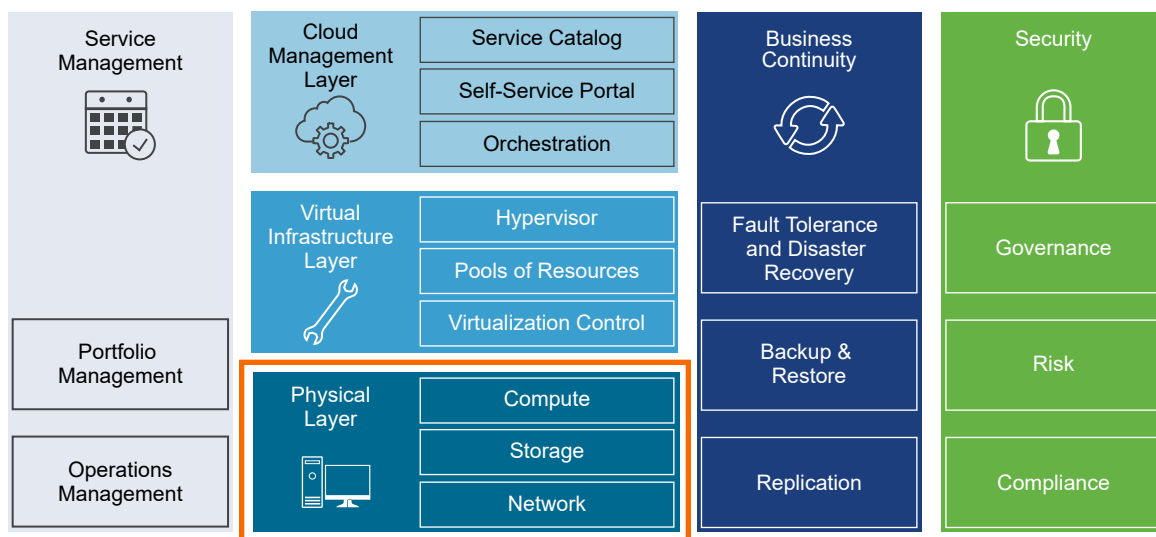 Service
Management
Portfolio
Management
Operations
Management
Cloud
Management
Layer
Service Catalog
Self-Service Portal
Orchestration
Virtual
Infrastructure
Layer
Hypervisor
Pools of Resources
Virtualization Control
Physical
Layer
Compute
Storage
Network
Business
Continuity
Fault Tolerance
and Disaster
Recovery
Backup &
Restore
Replication
Security
Governance
Risk
Compliance